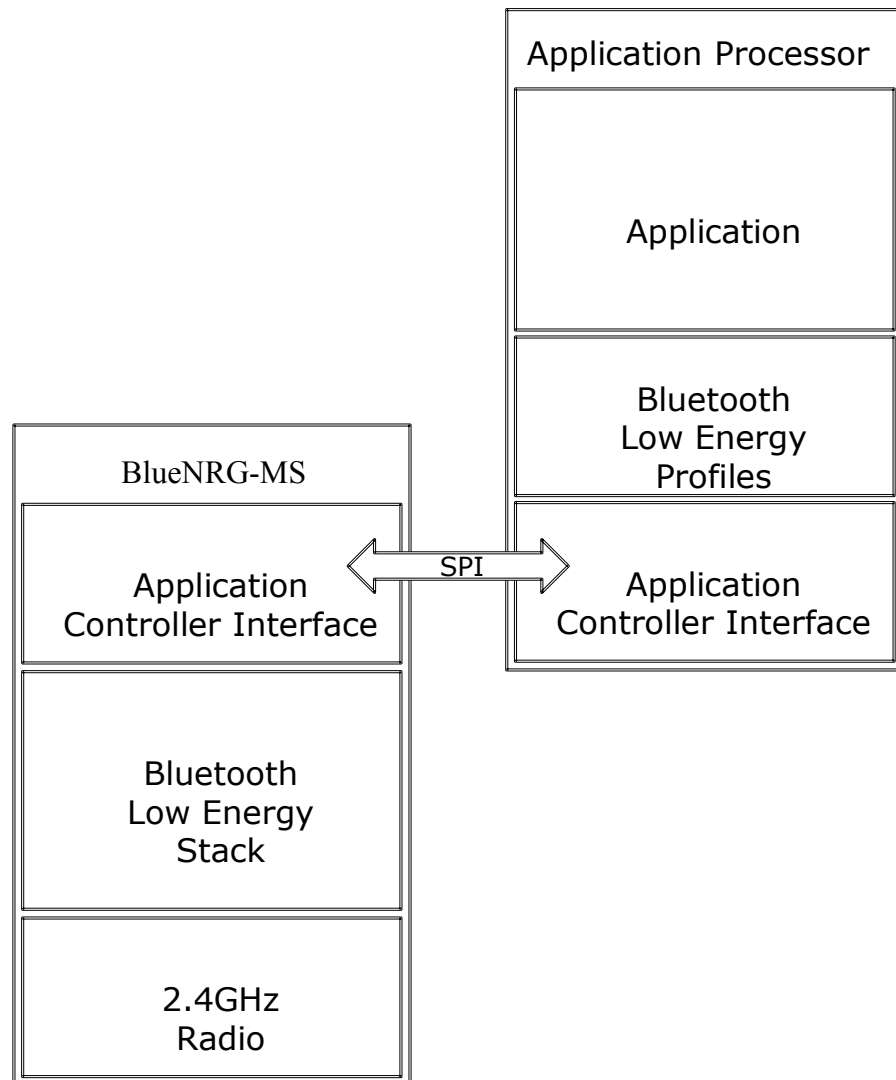 Application Processor
Application
Bluetooth
Low Energy
Profiles
BlueNRG-MS
Application
Controller Interface
SPI
Application
Controller Interface
Bluetooth
Low Energy
Stack
2.4GHz
Radio